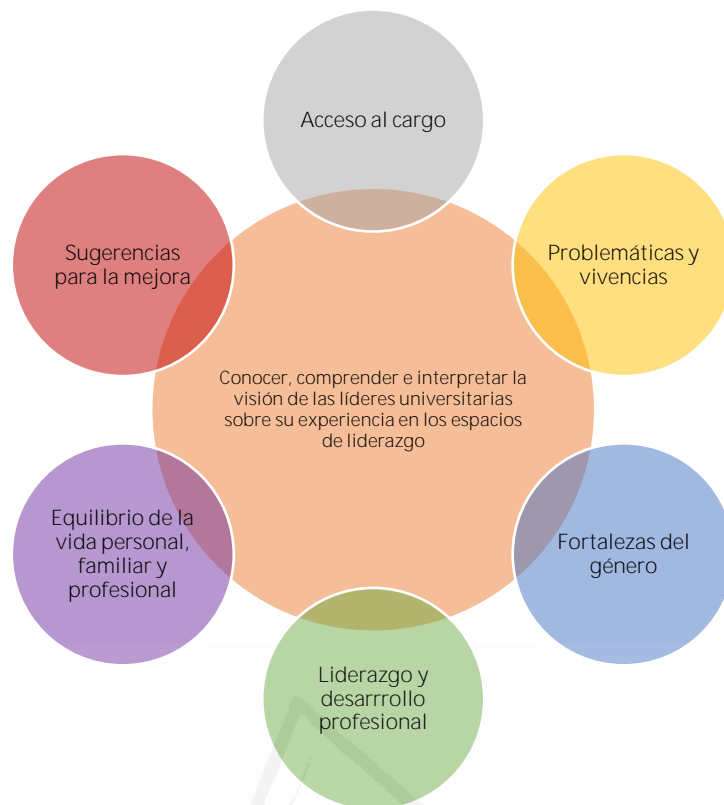 Acceso al cargo
Problemáticas y
vivencias
Sugerencias
para la mejora
Conocer, comprender e interpretar la
visión de las líderes universitarias
sobre su experiencia en los espacios
de liderazgo
Fortalezas del
género
Equilibrio de la
vida personal,
familiar y
profesional
Liderazgo y
desarrrollo
profesional